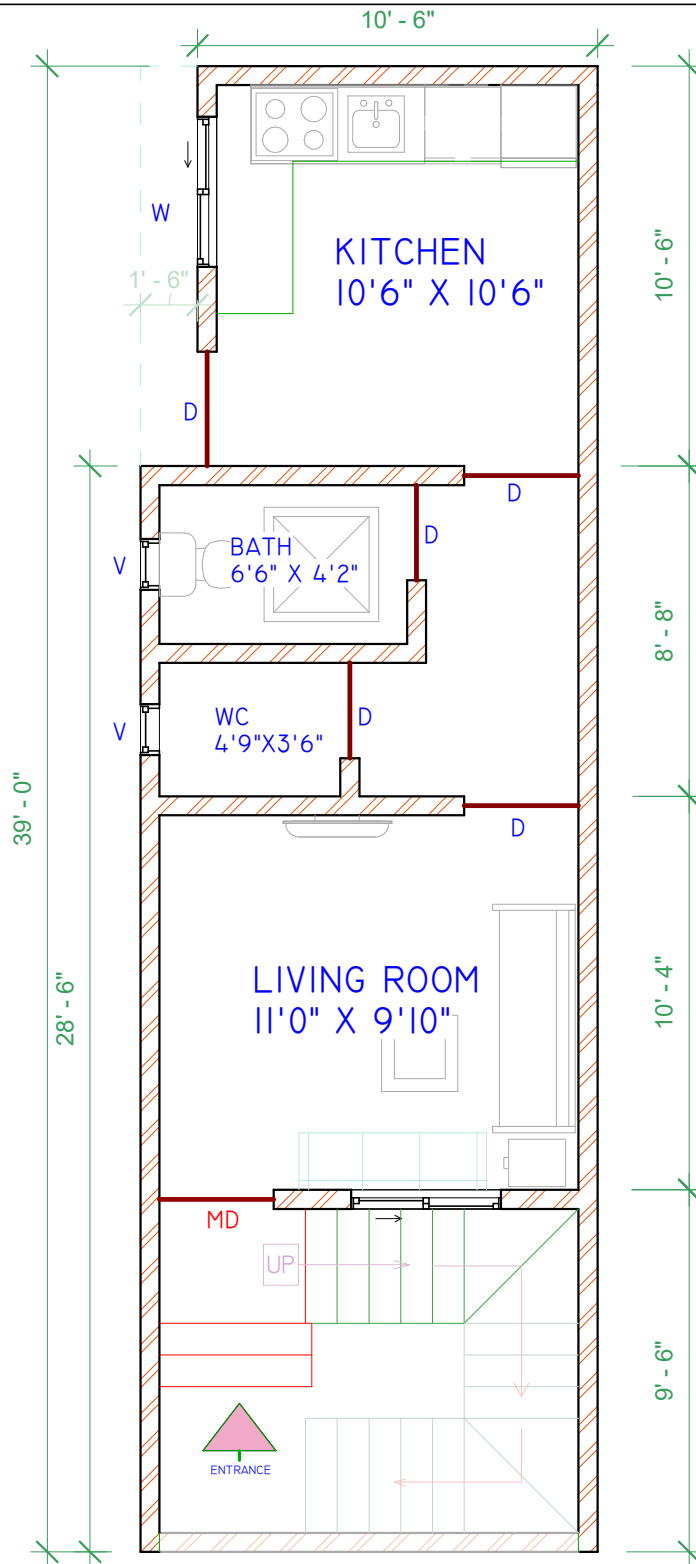 10' - 6"
W
KITCHEN
10'6" X 10'6"
10' - 6"
1' - 6"
D
D
BATH
6'6" X 4'2"
D
V
8' - 8"
WC
4'9"X3'6"
D
V
39' - 0"
D
LIVING ROOM
11'0" X 9'10"
10' - 4"
28' - 6"
MD
UP
9' - 6"
ENTRANCE